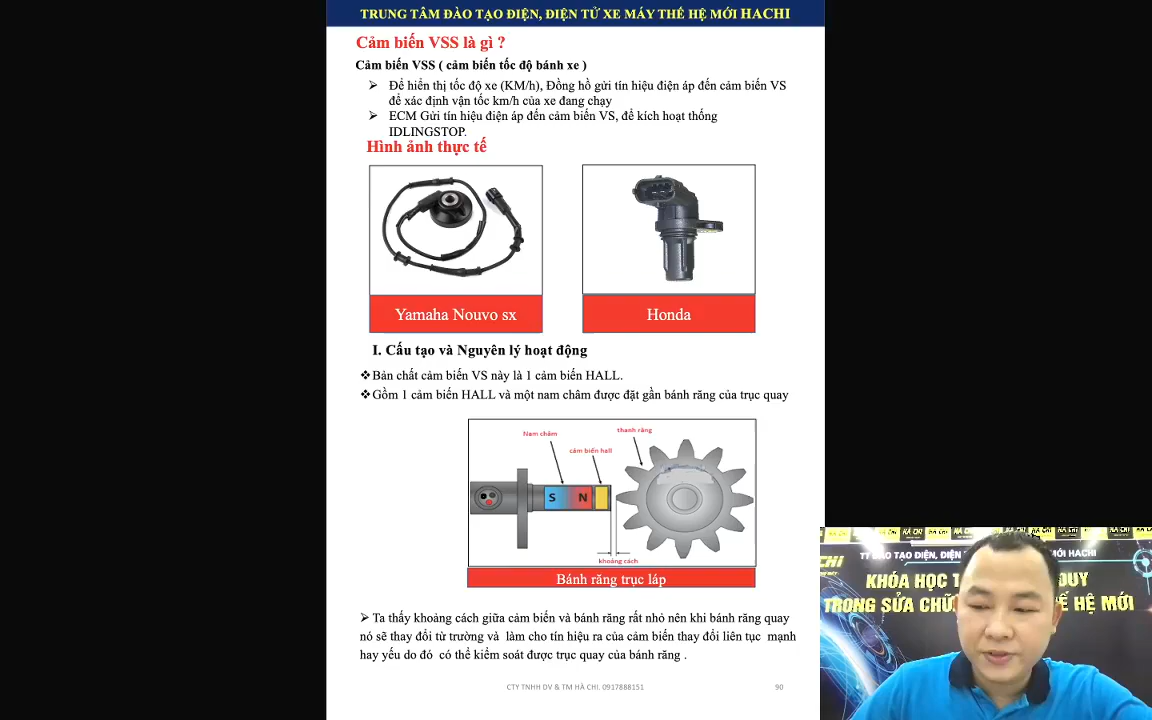 TRUNG TÂM ĐÀO TẠO ĐIỆN, ĐIỆN TỬ XE MÁY THẾ HỆ MỚI HACHI
Cảm biến VSS là gì ?
Cảm biến VSS ( cảm biến tốc độ bánh xe )
➢ Để hiển thị tốc độ xe (KM/h), Đồng hồ gửi tín hiệu điện áp đến cảm biến VS
để xác định vận tốc km/h của xe đang chạy
➢ ECM Gửi tín hiệu điện áp đến cảm biến VS, để kích hoạt thống
IDLINGSTOP.
Hình ảnh thực tế
Yamaha Nouvo sx
Honda
I. Cấu tạo và Nguyên lý hoạt động
❖Bản chất cảm biến VS này là 1 cảm biến HALL.
❖Gồm 1 cảm biến HALL và một nam châm được đặt gần bánh răng của trục quay
Nam châm
thanh răng
cảm biến hall
S N
khoảng cách
Bánh răng trục láp
➢ Ta thấy khoảng cách giữa cảm biến và bánh răng rất nhỏ nên khi bánh răng quay
nó sẽ thay đổi từ trường và làm cho tín hiệu ra của cảm biến thay đổi liên tục mạnh
hay yếu do đó có thể kiểm soát được trục quay của bánh răng .
CTY TNHH DV & TM HÀ CHI. 0917888151
90
TT ĐÀO TẠO ĐIỆN, MỚI HACHI
KHÓA HỌC DUY
TRONG SỬA CHỮ HẾ HỆ MỚI